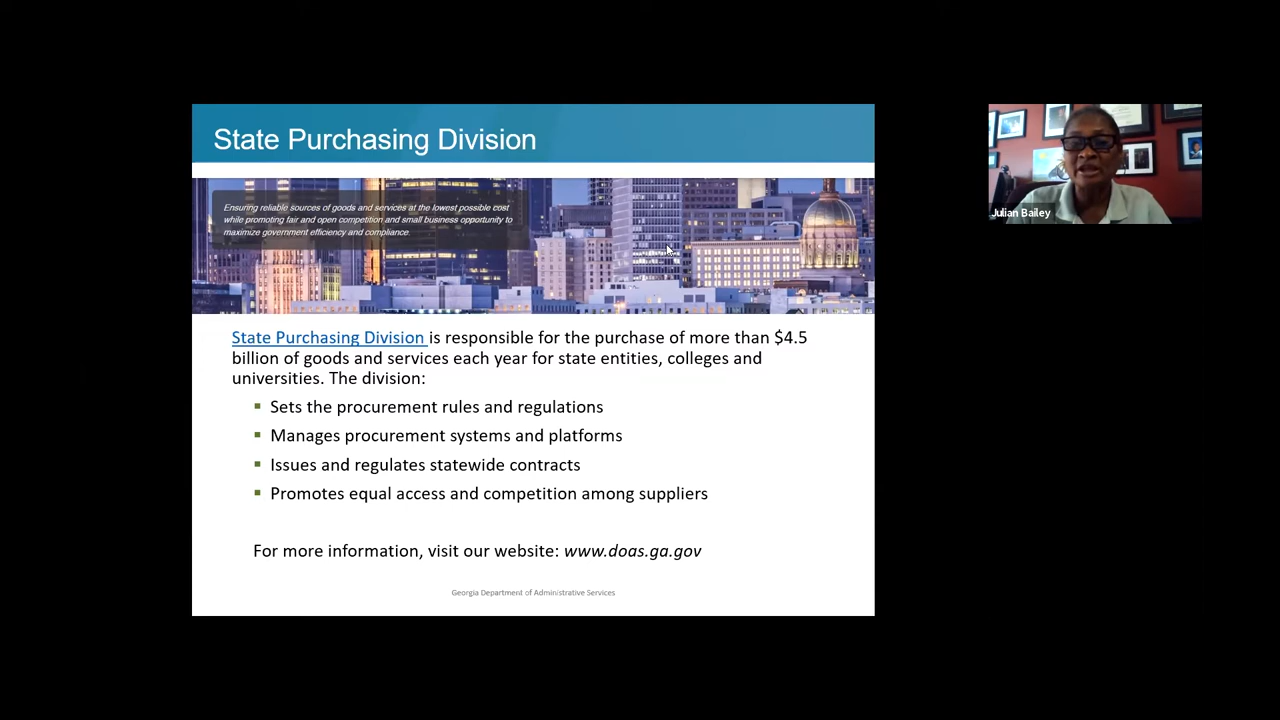 State Purchasing Division
Ensuring reliable sources of goods and services at the lowest possible cost
while promoting fair and open competition and small business opportunity to
maximize government efficiency and compliance.
Julian Bailey
State Purchasing Division is responsible for the purchase of more than $4.5
billion of goods and services each year for state entities, colleges and
universities. The division:
▪ Sets the procurement rules and regulations
▪ Manages procurement systems and platforms
▪ Issues and regulates statewide contracts
▪ Promotes equal access and competition among suppliers
For more information, visit our website: www.doas.ga.gov
Georgia Department of Administrative Services